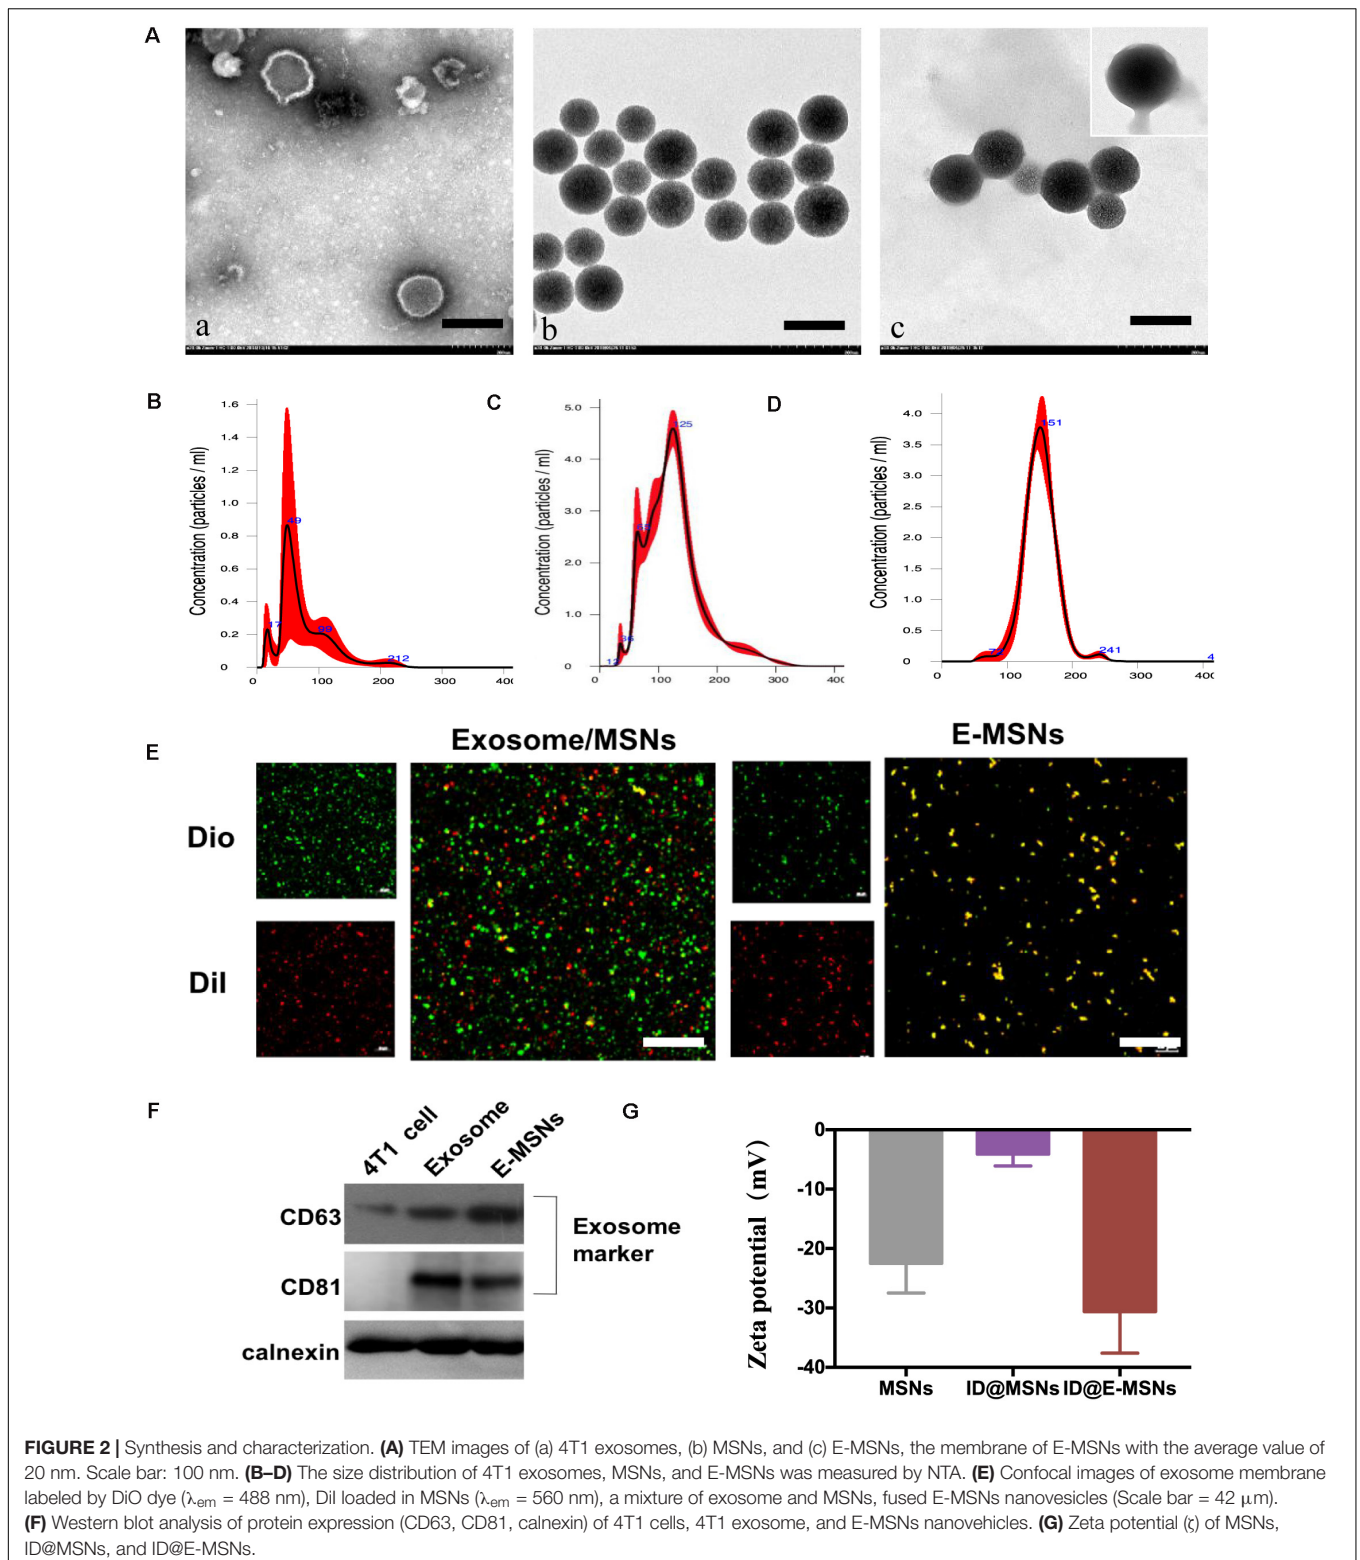 A
a
b
c
B
C
D
Concentration (particles / ml)
1.6
1.4
1.2
1.0
0.8
0.6
0.4
0.2
0
49
17
212
0
100
200
300
Concentration (particles / ml)
5.0
4.0
3.0
2.0
1.0
0
125
0
100
200
300
Concentration (particles / ml)
4.0
3.5
3.0
2.5
2.0
1.5
1.0
0.5
0
151
241
4
0
100
200
300
400
E
Exosome/MSNs
E-MSNs
Dio
Dil
F
4T1 cell
Exosome
E-MSNs
CD63
CD81
calnexin
Exosome
marker
G
Zeta potential (mV)
0
-10
-20
-30
-40
MSNs
ID@MSNs
ID@E-MSNs
FIGURE 2 | Synthesis and characterization. (A) TEM images of (a) 4T1 exosomes, (b) MSNs, and (c) E-MSNs, the membrane of E-MSNs with the average value of
20 nm. Scale bar: 100 nm. (B–D) The size distribution of 4T1 exosomes, MSNs, and E-MSNs was measured by NTA. (E) Confocal images of exosome membrane
labeled by DiO dye (λem = 488 nm), Dil loaded in MSNs (λem = 560 nm), a mixture of exosome and MSNs, fused E-MSNs nanovesicles (Scale bar = 42 μm).
(F) Western blot analysis of protein expression (CD63, CD81, calnexin) of 4T1 cells, 4T1 exosome, and E-MSNs nanovehicles. (G) Zeta potential (ζ) of MSNs,
ID@MSNs, and ID@E-MSNs.